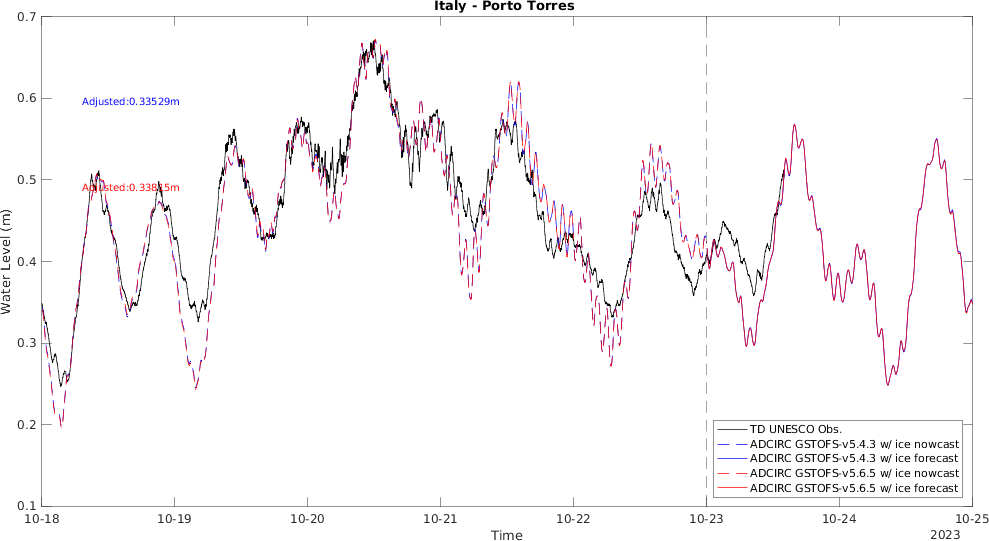 Italy - Porto Torres
Water Level (m)
0.7
0.6
0.5
0.4
0.3
0.2
0.1
Adjusted:0.33529m
Adjusted:0.33815m
TD UNESCO Obs.
ADCIRC GSTOFS-v5.4.3 w/ ice nowcast
ADCIRC GSTOFS-v5.4.3 w/ ice forecast
ADCIRC GSTOFS-v5.6.5 w/ ice nowcast
ADCIRC GSTOFS-v5.6.5 w/ ice forecast
10-18 10-19 10-20 10-21 10-22 10-23 10-24 10-25
Time
2023